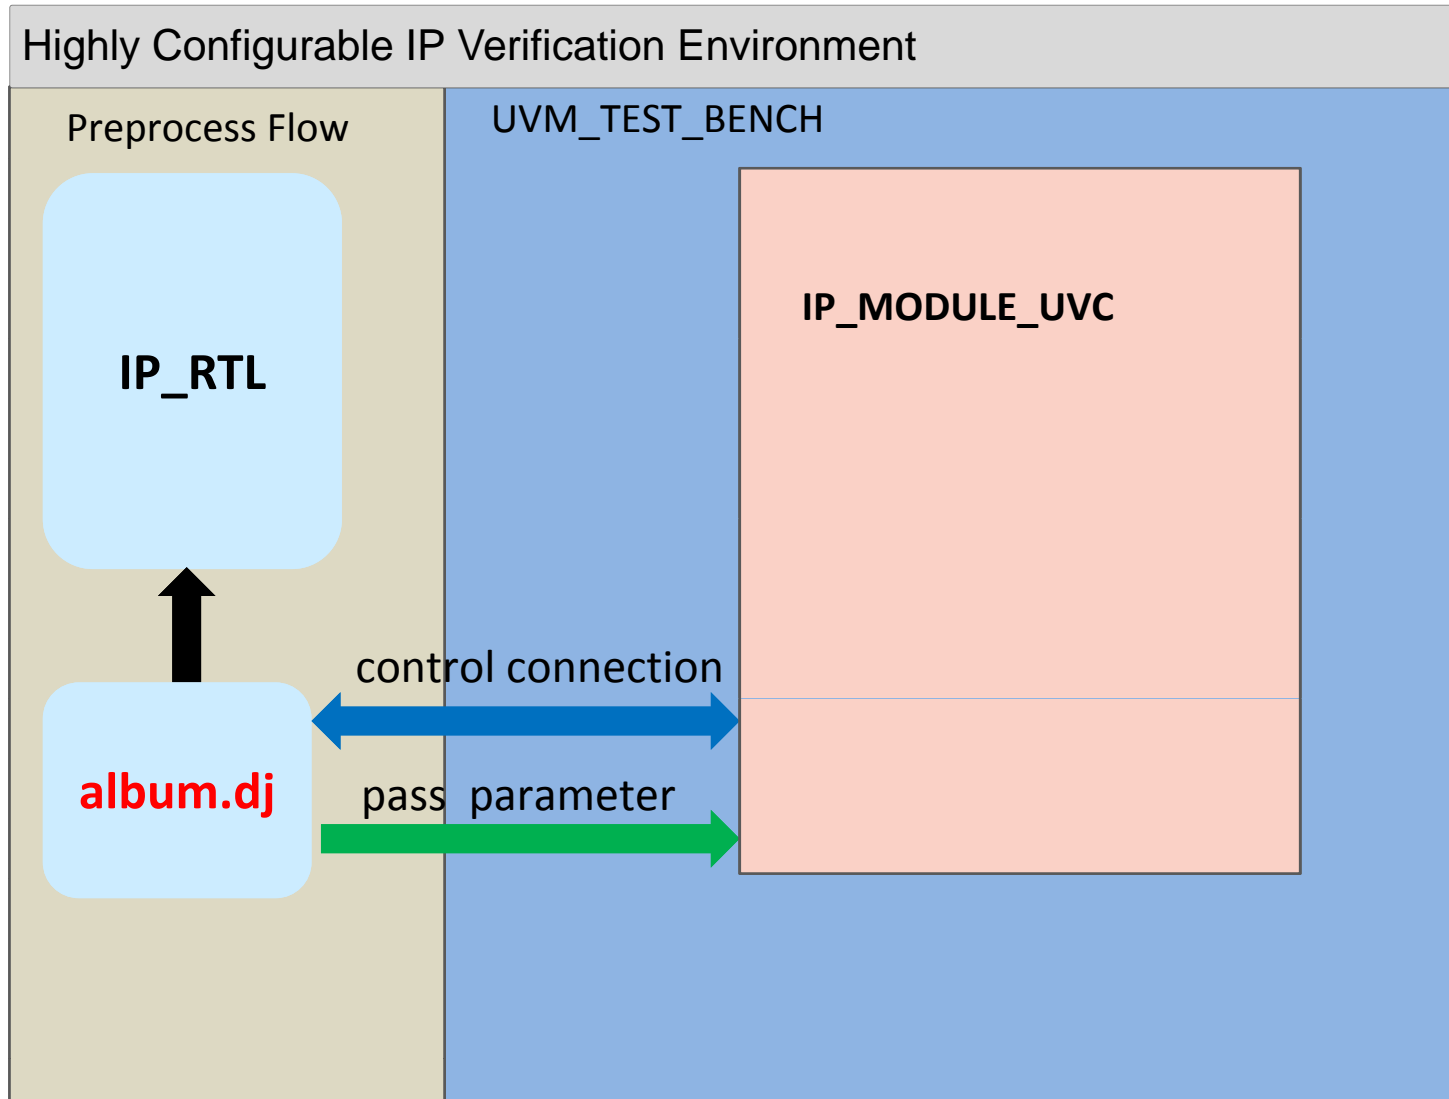 Highly Configurable IP Verification Environment
Preprocess Flow
UVM_TEST_BENCH
IP_MODULE_UVC
IP_RTL
control connection
album.dj
pass parameter